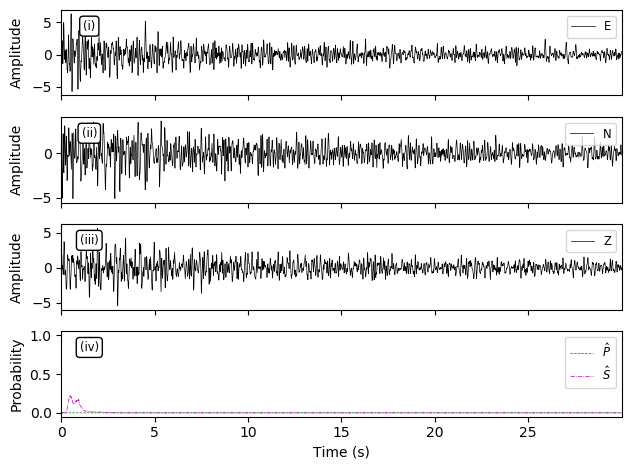 (i)
E
Amplitude
5
0
−5
(ii)
N
Amplitude
0
−5
(iii)
Z
Amplitude
5
0
−5
(iv)
P̂
Ŝ
Probability
1.0
0.5
0.0
0 5 10 15 20 25
Time (s)